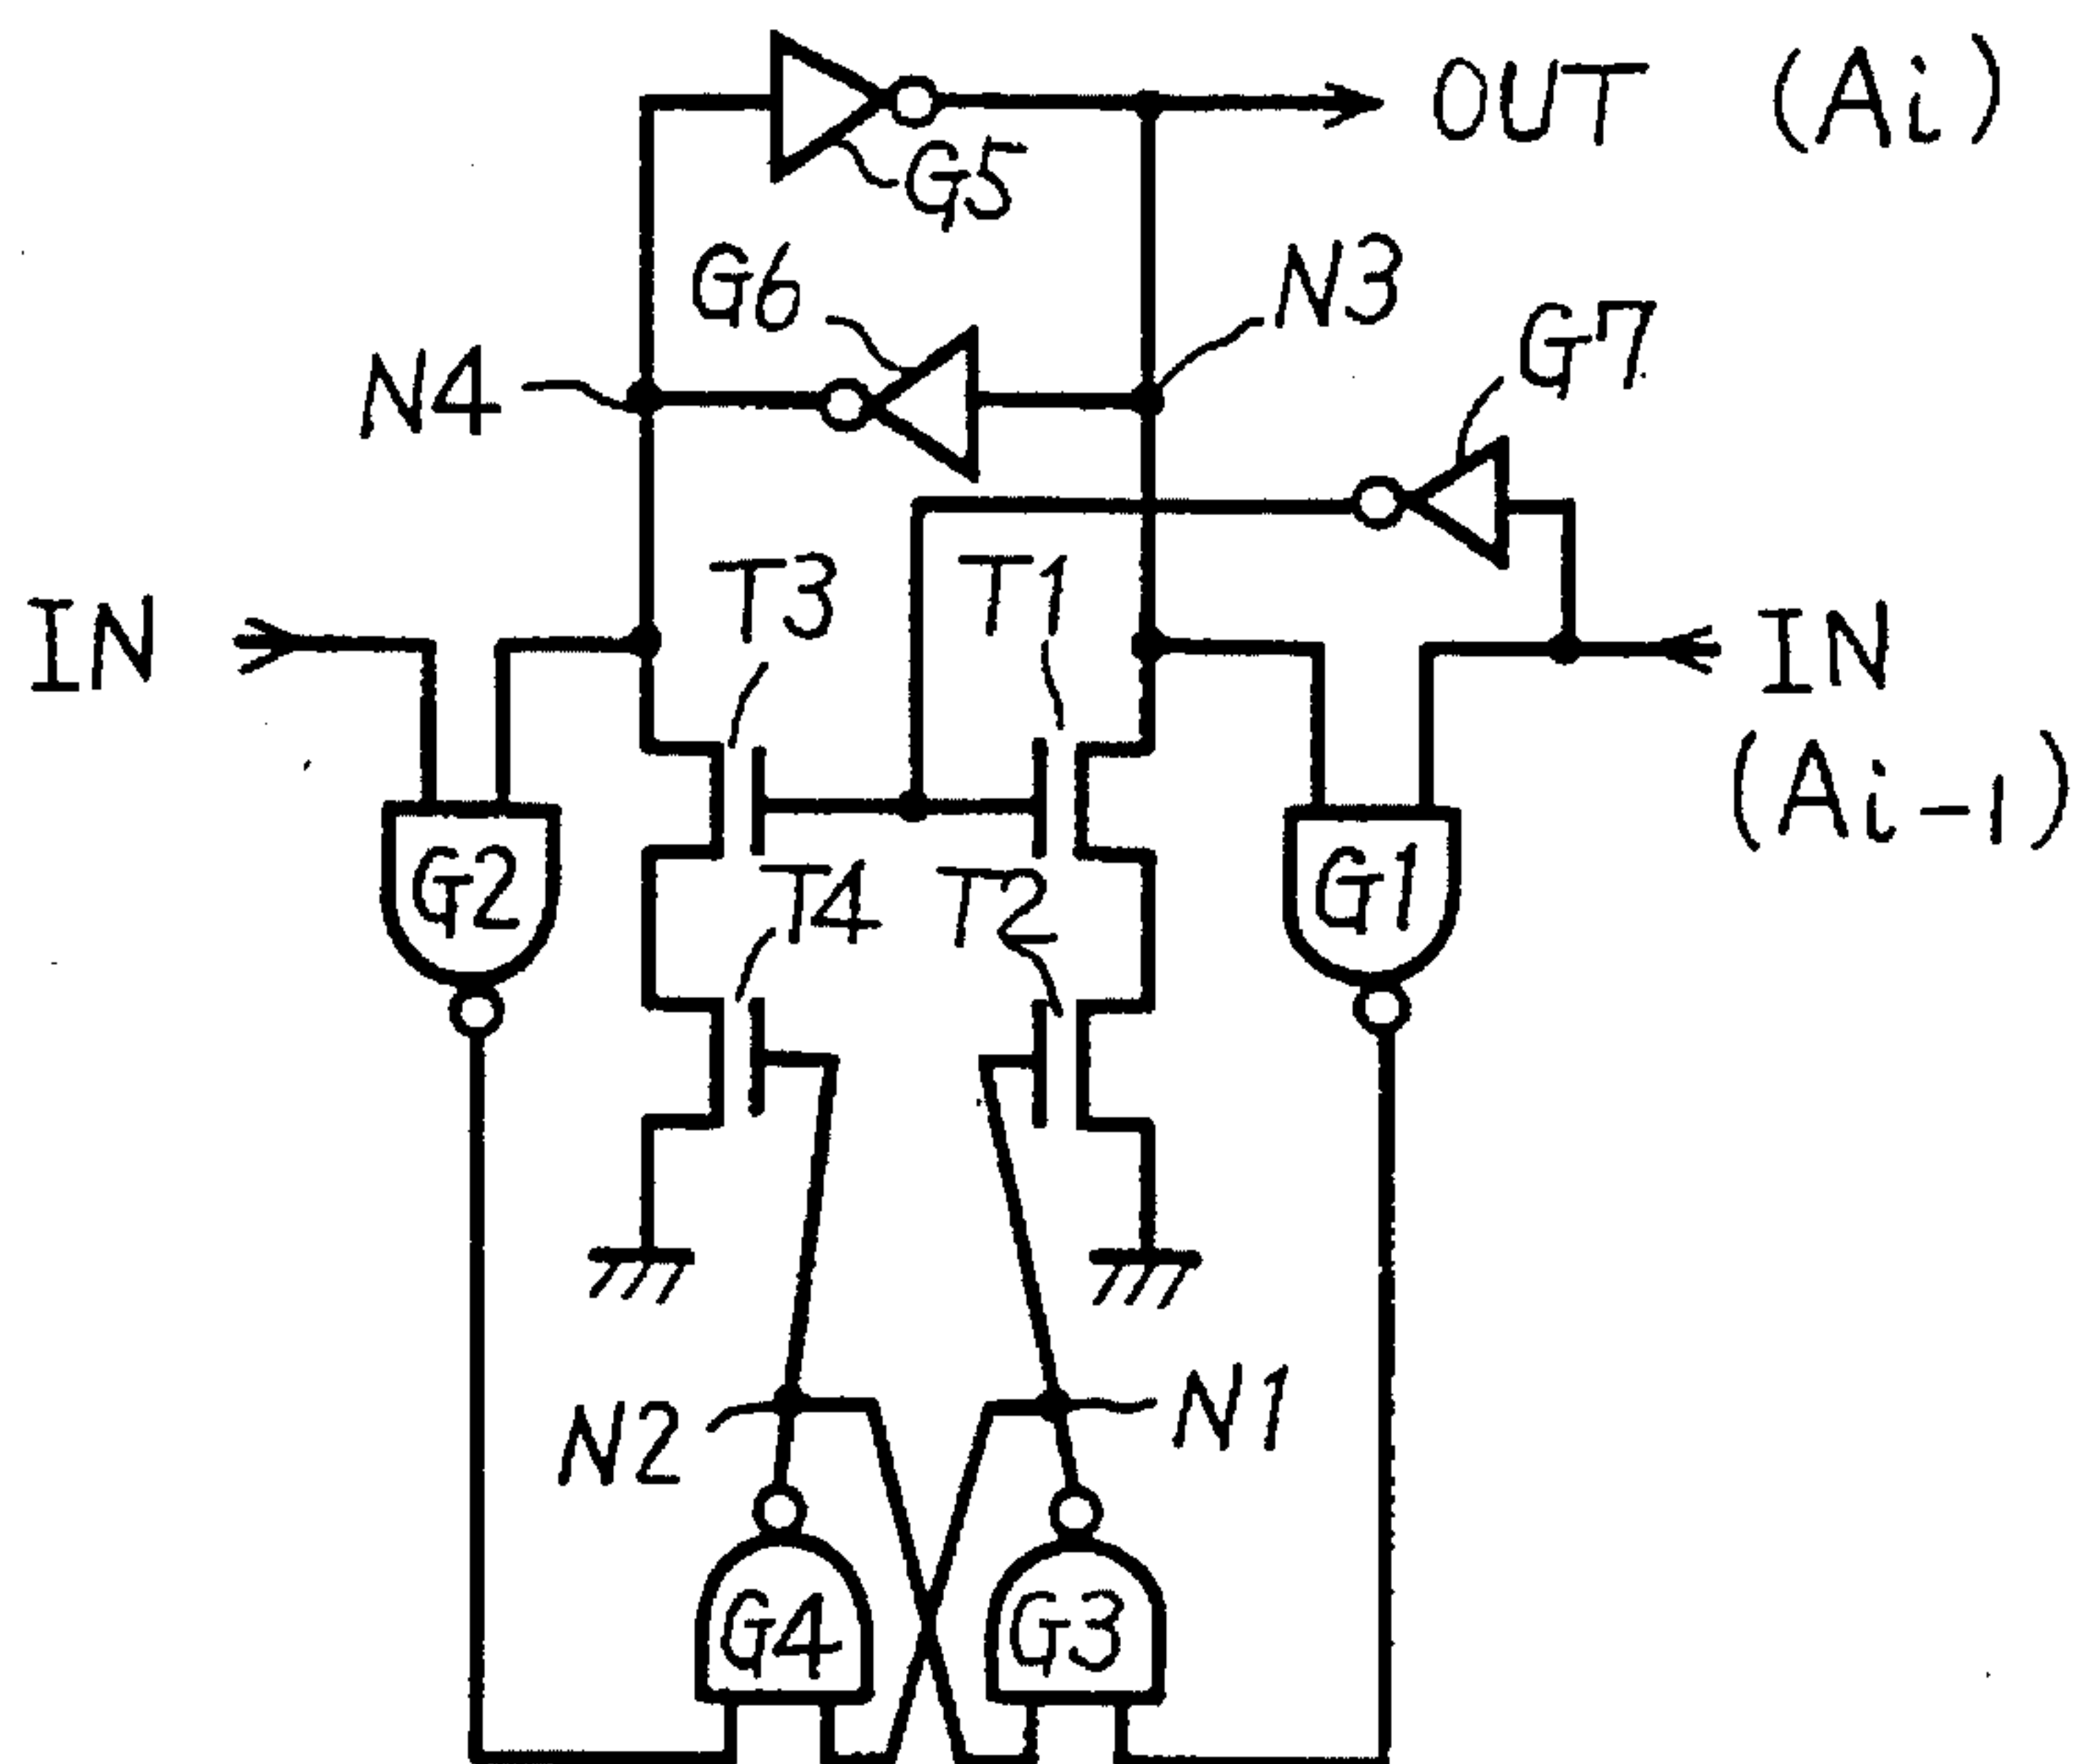 OUT (Ai)
G5
G6
N3
G7
N4
T3
T1
IN
IN
(Ai-1)
G2
T4
T2
G1
N2
N1
G4
G3